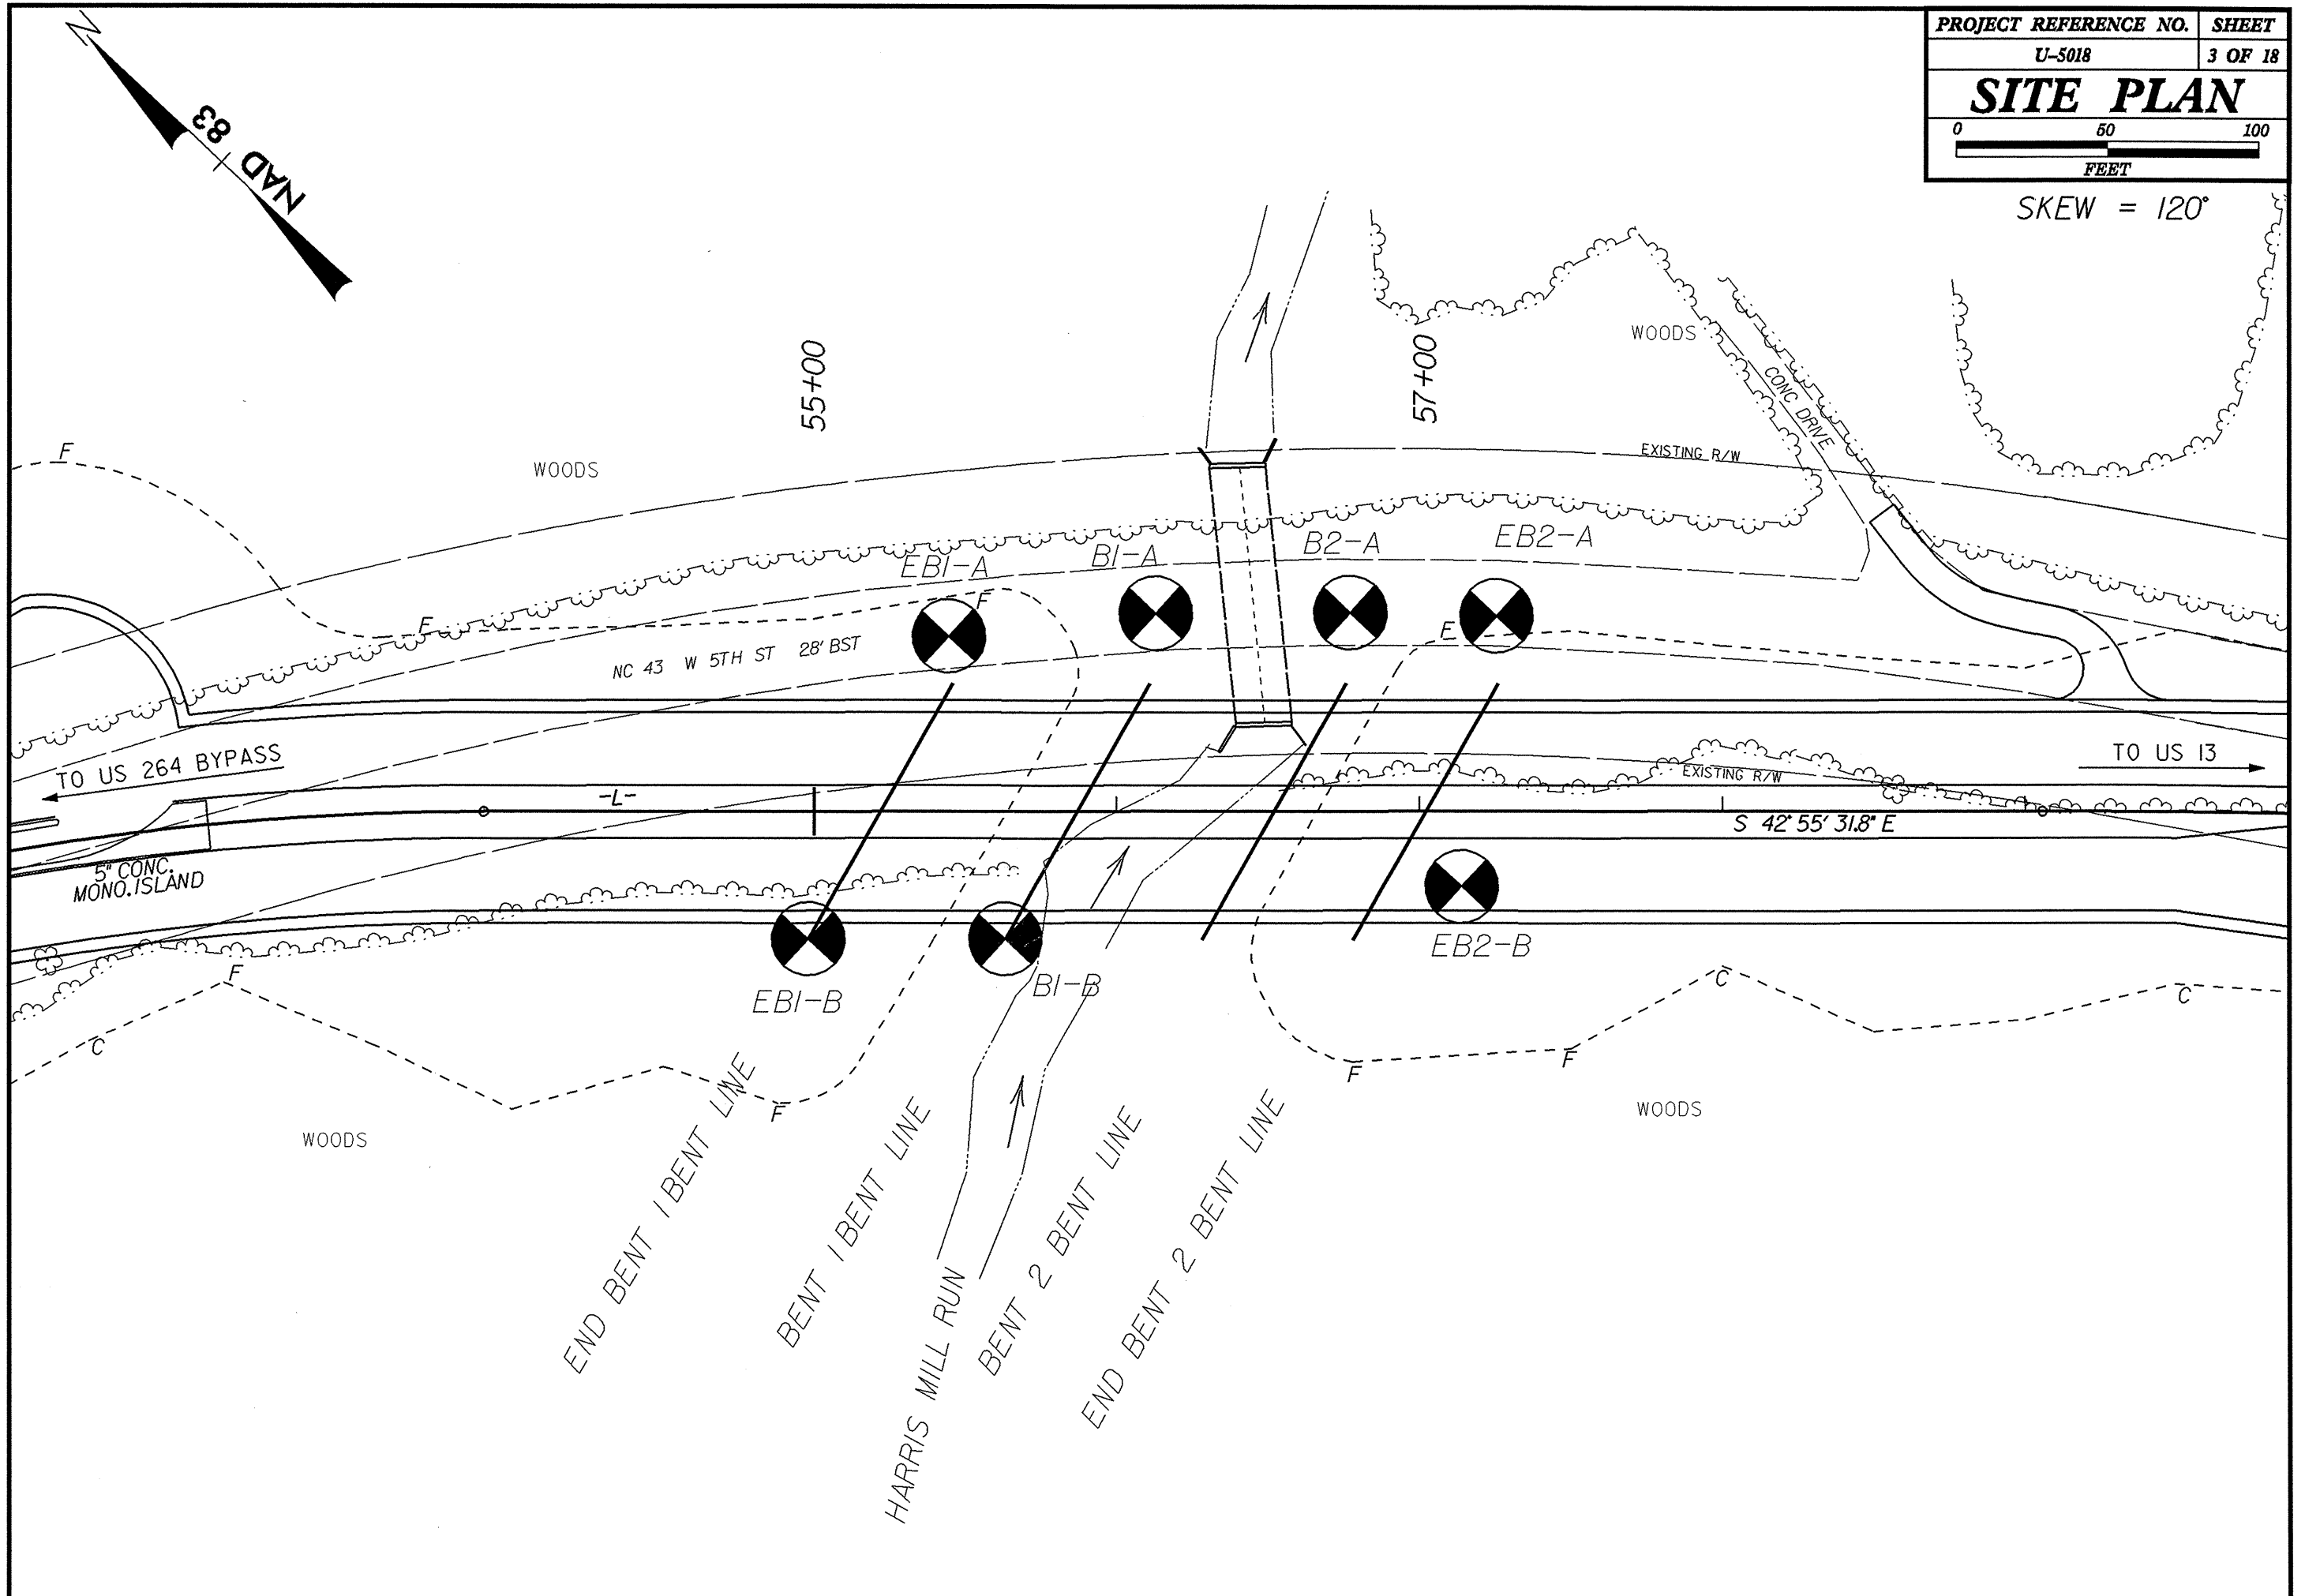 PROJECT REFERENCE NO. SHEET
U-5018 3 OF 18
SITE PLAN
0 50 100
FEET
SKEW = 120°
N
NAD 83
WOODS
55+00
57+00
CONC DRIVE
F
WOODS
EXISTING R/W
EB1-A
B1-A
B2-A
EB2-A
F
F
F
NC 43 W 5TH ST 28' BST
TO US 264 BYPASS
TO US 13
EXISTING R/W
-L-
S 42° 55' 31.8" E
5" CONC.
MONO. ISLAND
EB2-B
EB1-B
B1-B
F
C
C
C
F
F
F
WOODS
WOODS
END BENT 1 BENT LINE
BENT 1 BENT LINE
HARRIS MILL RUN
BENT 2 BENT LINE
END BENT 2 BENT LINE